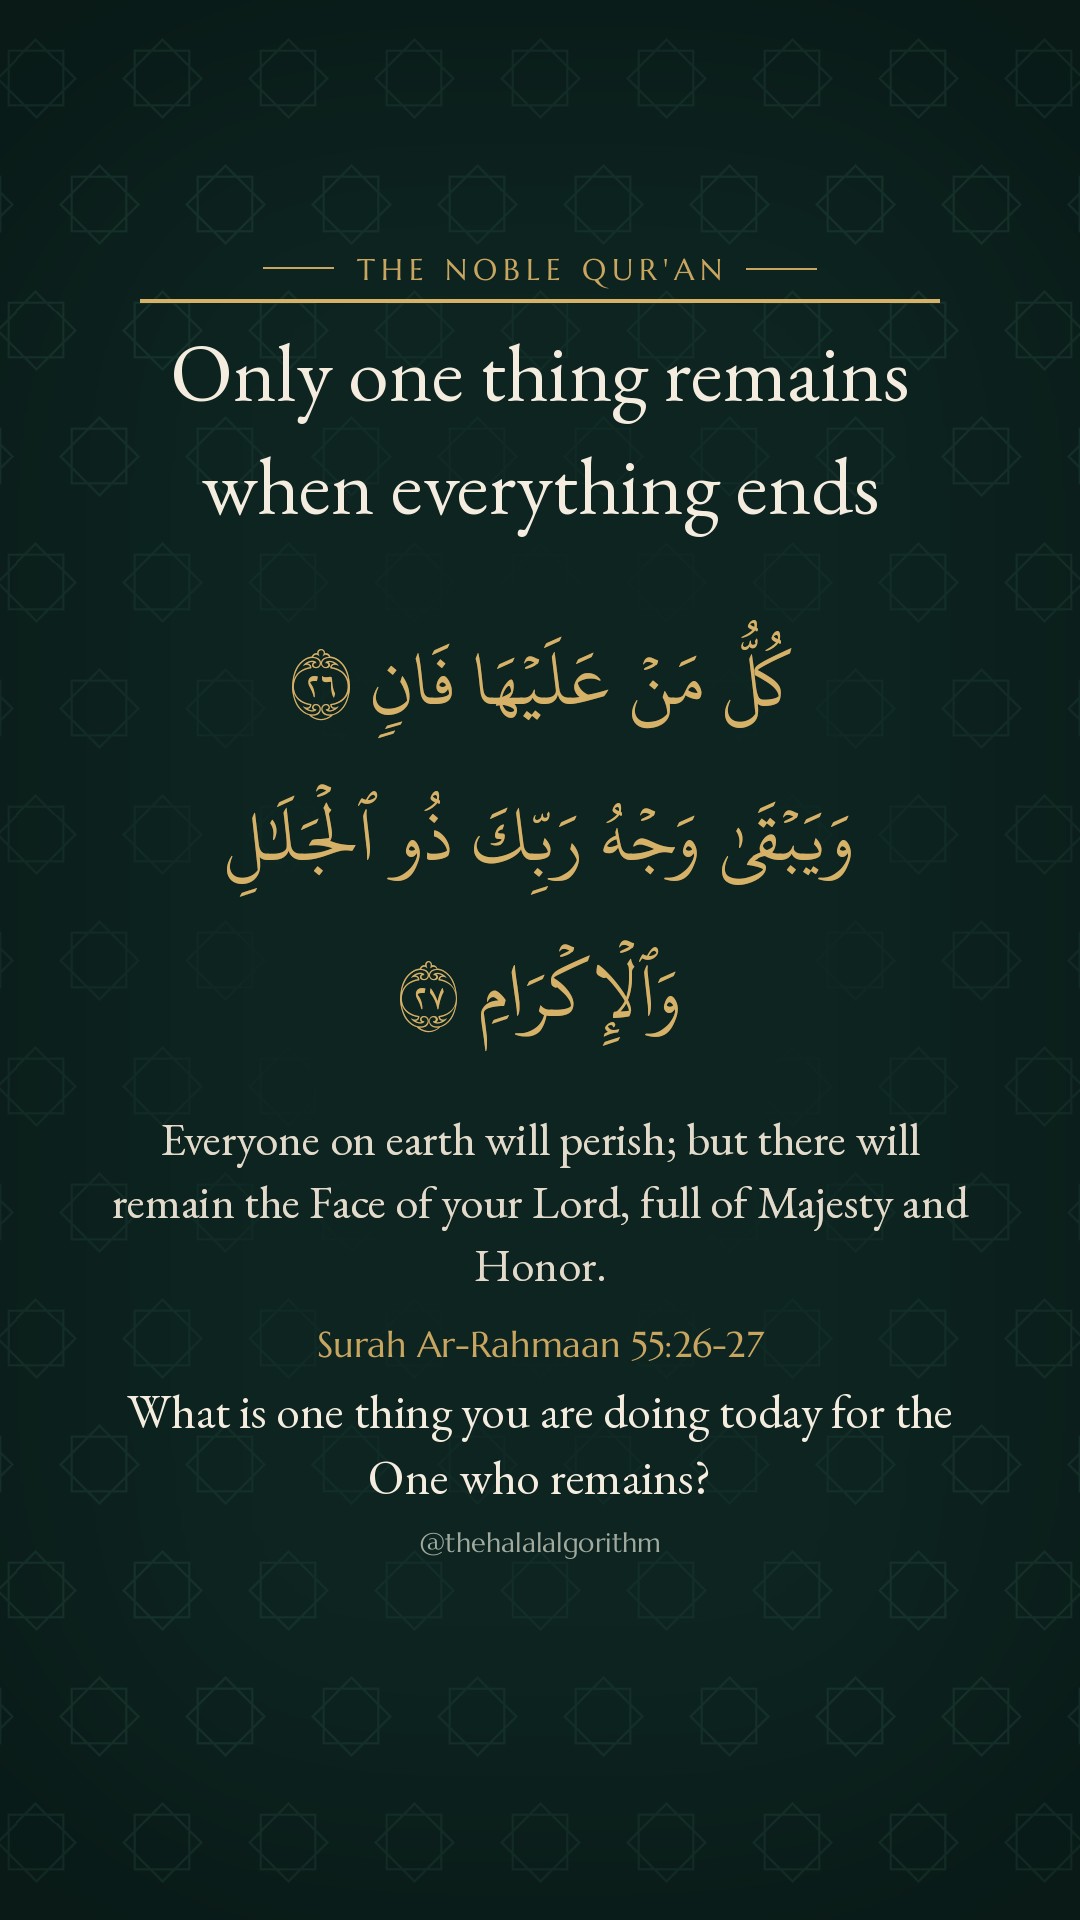 THE NOBLE QUR'AN
Only one thing remains
when everything ends
كُلُّ مَنۡ عَلَيۡهَا فَانٖ ٢٦
وَيَبۡقَىٰ وَجۡهُ رَبِّكَ ذُو ٱلۡجَلَٰلِ
وَٱلۡإِكۡرَامِ ٢٧
Everyone on earth will perish; but there will
remain the Face of your Lord, full of Majesty and
Honor.
Surah Ar-Rahmaan 55:26-27
What is one thing you are doing today for the
One who remains?
@thehalalalgorithm